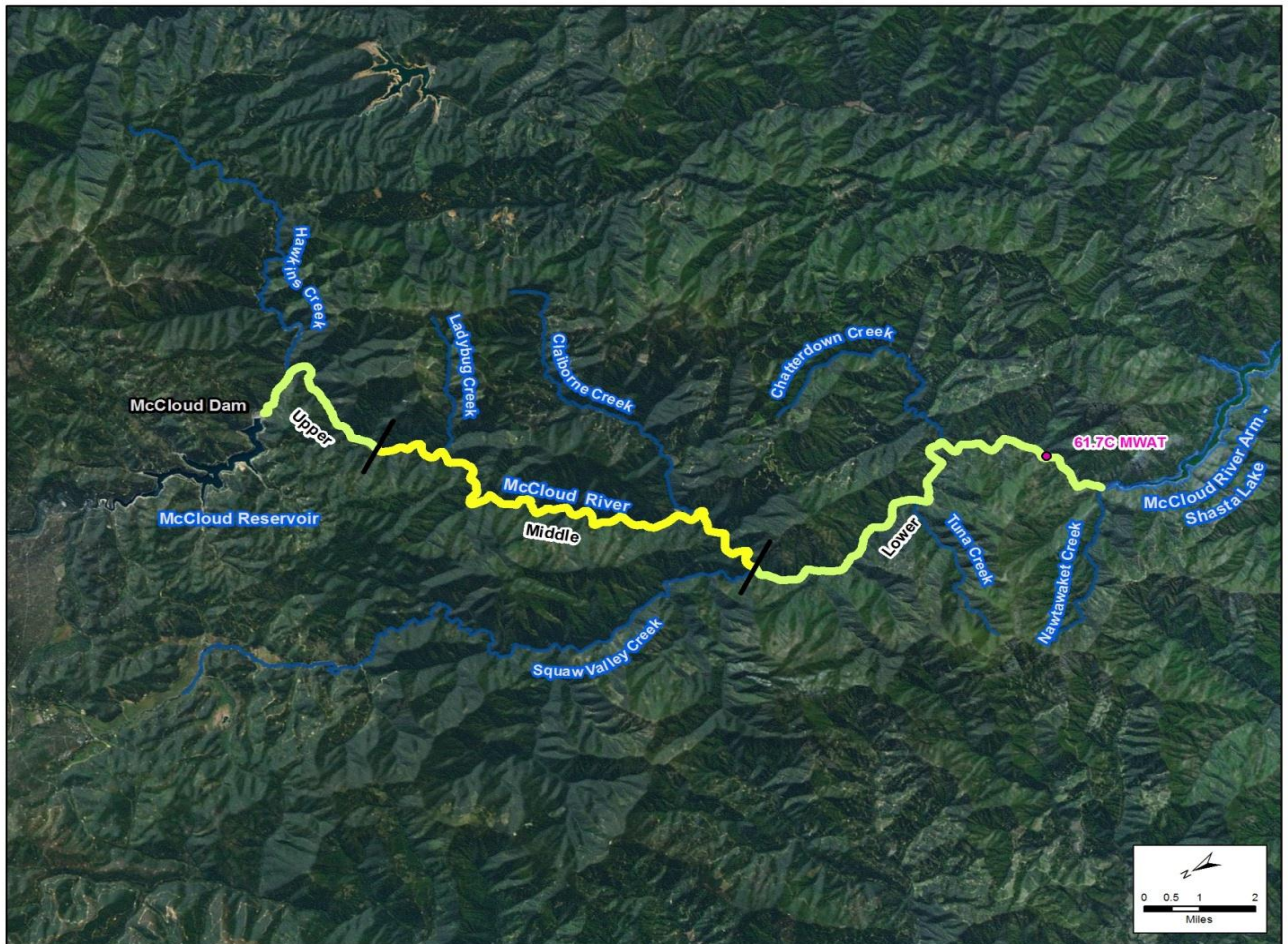 Hawkins Creek
Ladybug Creek
Claiborne Creek
Chatterdown Creek
McCloud Dam
Upper
61.7C MWAT
McCloud River
McCloud River Arm -
Shasta Lake
McCloud Reservoir
Middle
Lower
Tuna Creek
Nawtawaket Creek
Squaw Valley Creek
N
0 0.5 1 2
Miles